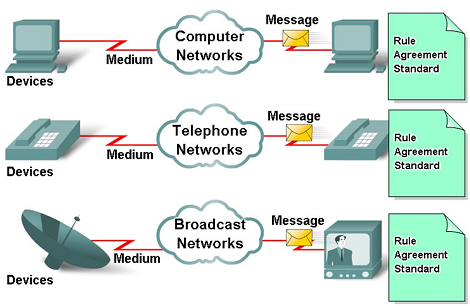 Computer
Networks
Message
Devices
Medium
Rule
Agreement
Standard
Telephone
Networks
Message
Devices
Medium
Rule
Agreement
Standard
Broadcast
Networks
Message
Devices
Medium
Rule
Agreement
Standard